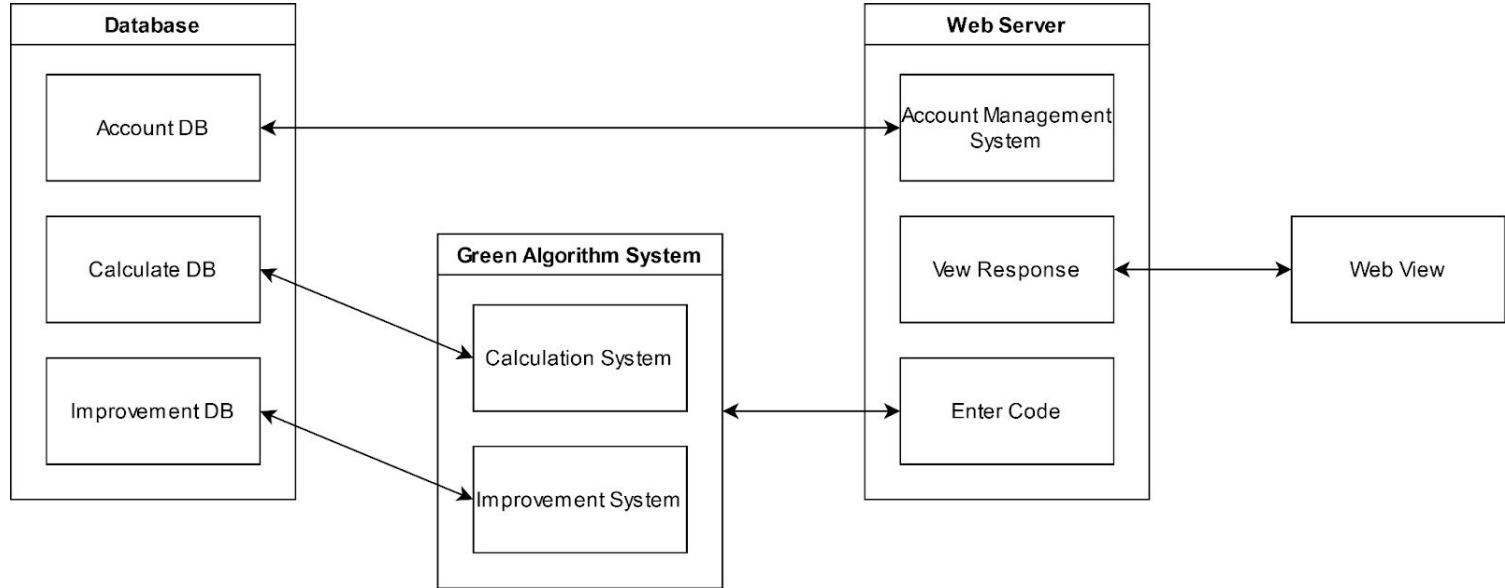 Database
Account DB
Calculate DB
Improvement DB
Green Algorithm System
Calculation System
Improvement System
Web Server
Account Management
System
Vew Response
Enter Code
Web View